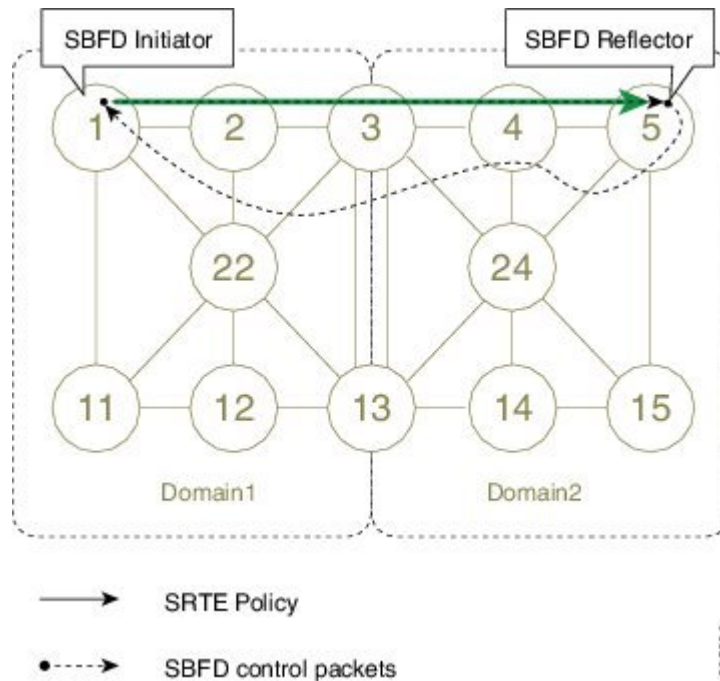 SBFD Initiator
SBFD Reflector
1
2
3
4
5
22
24
11
12
13
14
15
Domain1
Domain2
SRTE Policy
SBFD control packets